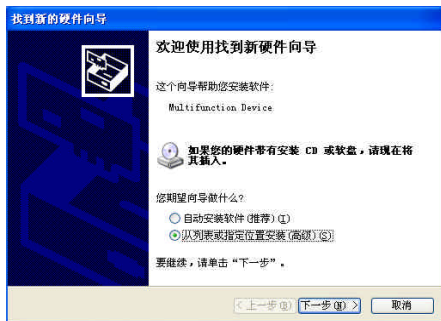 找到新的硬件向导
欢迎使用找到新硬件向导
这个向导帮助您安装软件:
Multifunction Device
如果您的硬件带有安装 CD 或软盘，请现在将
其插入。
您期望向导做什么?
自动安装软件(推荐)(I)
从列表或指定位置安装(高级)(S)
要继续，请单击“下一步”。
<上一步(B) 下一步(N)> 取消